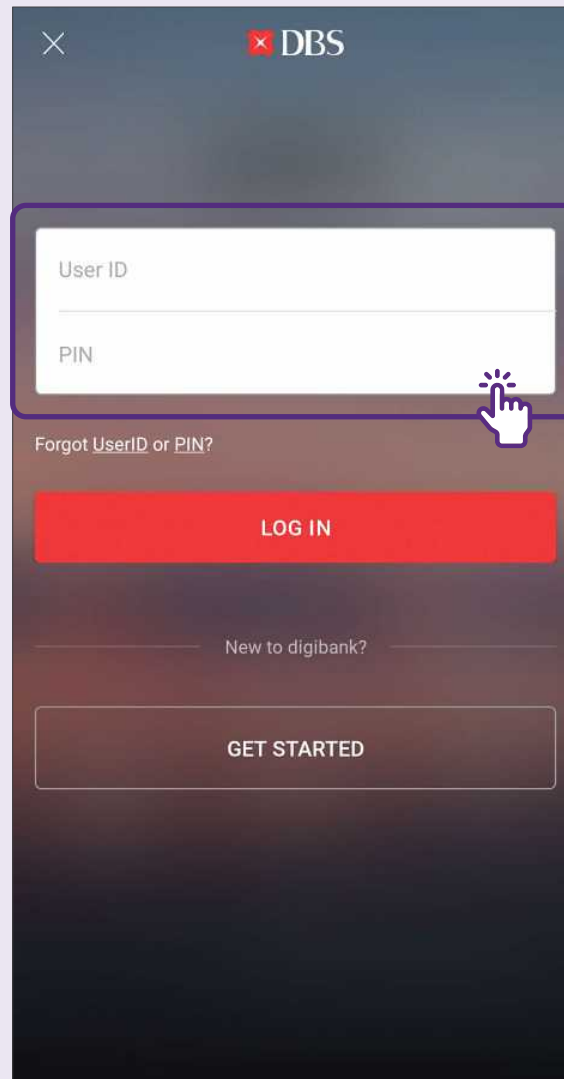 DBS
User ID
PIN
Forgot UserID or PIN?
LOG IN
New to digibank?
GET STARTED